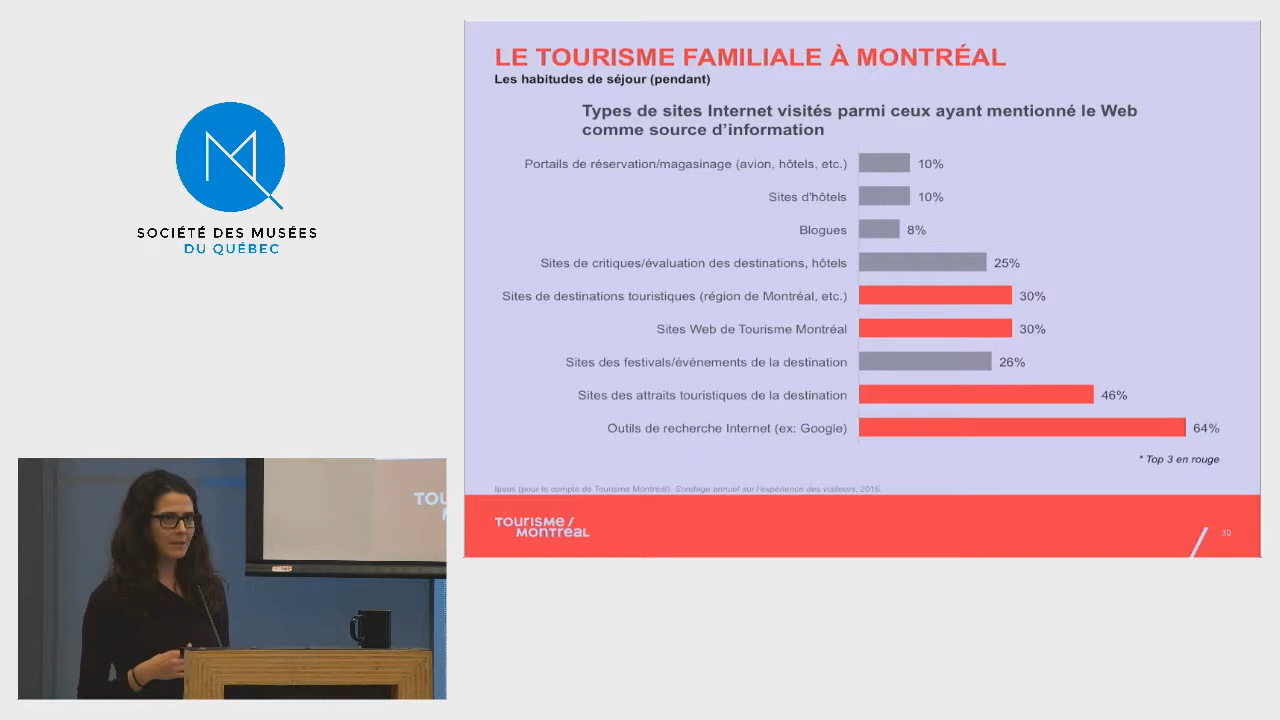 SOCIÉTÉ DES MUSÉES
DU QUÉBEC
LE TOURISME FAMILIALE À MONTRÉAL
Les habitudes de séjour (pendant)
Types de sites Internet visités parmi ceux ayant mentionné le Web
comme source d'information
Portails de réservation/magasinage (avion, hôtels, etc.) 10%
Sites d'hôtels 10%
Blogues 8%
Sites de critiques/évaluation des destinations, hôtels 25%
Sites de destinations touristiques (région de Montréal, etc.) 30%
Sites Web de Tourisme Montréal 30%
Sites des festivals/événements de la destination 26%
Sites des attraits touristiques de la destination 46%
Outils de recherche Internet (ex: Google) 64%
* Top 3 en rouge
Ipsos (pour la compte de Tourisme Montréal). Sondage annuel sur l'expérience des visiteurs, 2016.
TOURISME /
MONTRÉAL
30
TOU